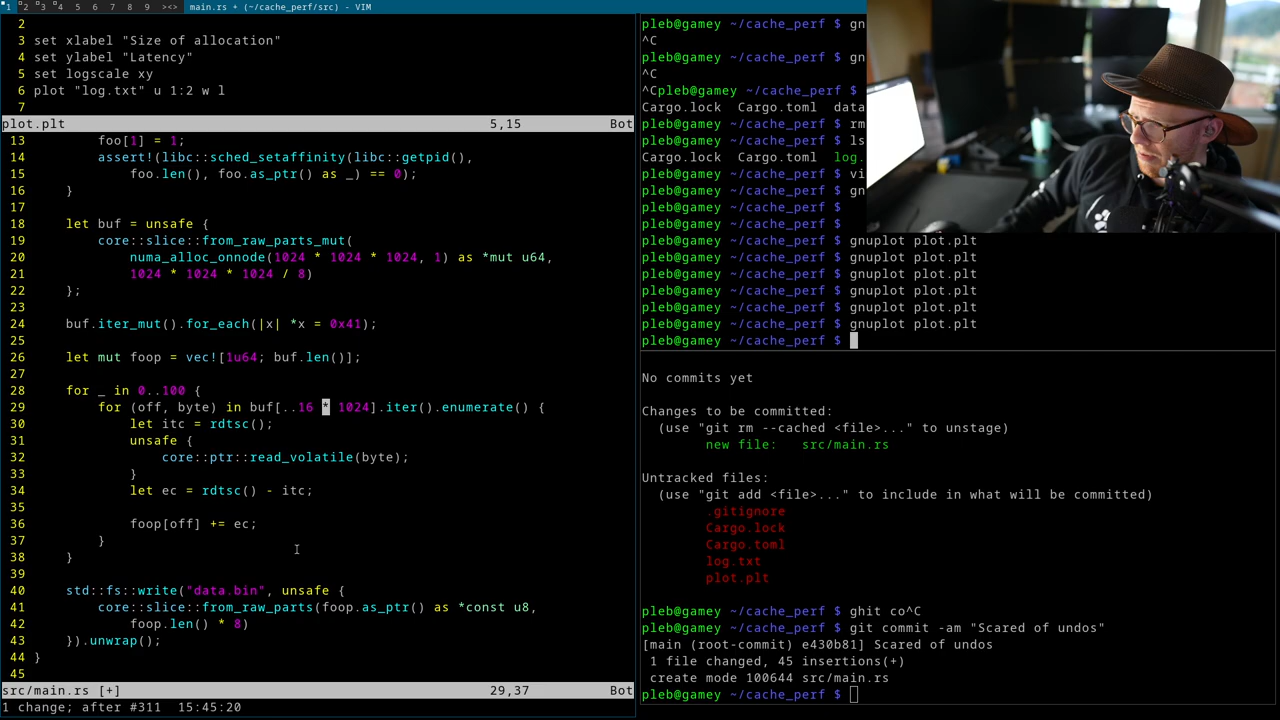 1 2 3 4 5 6 7 8 9 ><> main.rs + (~/cache_perf/src) - VIM
2
3 set xlabel "Size of allocation"
4 set ylabel "Latency"
5 set logscale xy
6 plot "log.txt" u 1:2 w l
7
plot.plt 5,15 Bot
13 foo[1] = 1;
14 assert!(libc::sched_setaffinity(libc::getpid(),
15 foo.len(), foo.as_ptr() as _) == 0);
16 }
17
18 let buf = unsafe {
19 core::slice::from_raw_parts_mut(
20 numa_alloc_onnode(1024 * 1024 * 1024, 1) as *mut u64,
21 1024 * 1024 * 1024 / 8)
22 };
23
24 buf.iter_mut().for_each(|x| *x = 0x41);
25
26 let mut foop = vec![1u64; buf.len()];
27
28 for _ in 0..100 {
29 for (off, byte) in buf[..16 * 1024].iter().enumerate() {
30 let itc = rdtsc();
31 unsafe {
32 core::ptr::read_volatile(byte);
33 }
34 let ec = rdtsc() - itc;
35
36 foop[off] += ec;
37 }
38 }
39
40 std::fs::write("data.bin", unsafe {
41 core::slice::from_raw_parts(foop.as_ptr() as *const u8,
42 foop.len() * 8)
43 }).unwrap();
44 }
45
src/main.rs [+] 29,37 Bot
1 change; after #311 15:45:20
pleb@gamey ~/cache_perf $ gn
^C
pleb@gamey ~/cache_perf $ gn
^C
^Cpleb@gamey ~/cache_perf $
Cargo.lock Cargo.toml data
pleb@gamey ~/cache_perf $ rm
pleb@gamey ~/cache_perf $ ls
Cargo.lock Cargo.toml log.
pleb@gamey ~/cache_perf $ vi
pleb@gamey ~/cache_perf $ gn
pleb@gamey ~/cache_perf $
pleb@gamey ~/cache_perf $
pleb@gamey ~/cache_perf $ gnuplot plot.plt
pleb@gamey ~/cache_perf $ gnuplot plot.plt
pleb@gamey ~/cache_perf $ gnuplot plot.plt
pleb@gamey ~/cache_perf $ gnuplot plot.plt
pleb@gamey ~/cache_perf $ gnuplot plot.plt
pleb@gamey ~/cache_perf $ gnuplot plot.plt
pleb@gamey ~/cache_perf $
No commits yet
Changes to be committed:
(use "git rm --cached <file>..." to unstage)
new file: src/main.rs
Untracked files:
(use "git add <file>..." to include in what will be committed)
.gitignore
Cargo.lock
Cargo.toml
log.txt
plot.plt
pleb@gamey ~/cache_perf $ ghit co^C
pleb@gamey ~/cache_perf $ git commit -am "Scared of undos"
[main (root-commit) e430b81] Scared of undos
1 file changed, 45 insertions(+)
create mode 100644 src/main.rs
pleb@gamey ~/cache_perf $